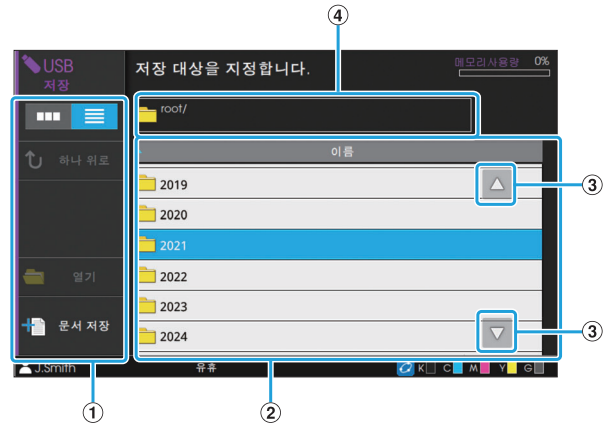 ④
USB
저장
저장 대상을 지정합니다.
메모리사용량 0%
root/
이름
하나 위로
2019
③
2020
2021
열기
2022
2023
문서 저장
2024
③
J.Smith
유휴
K C M Y G
① ②